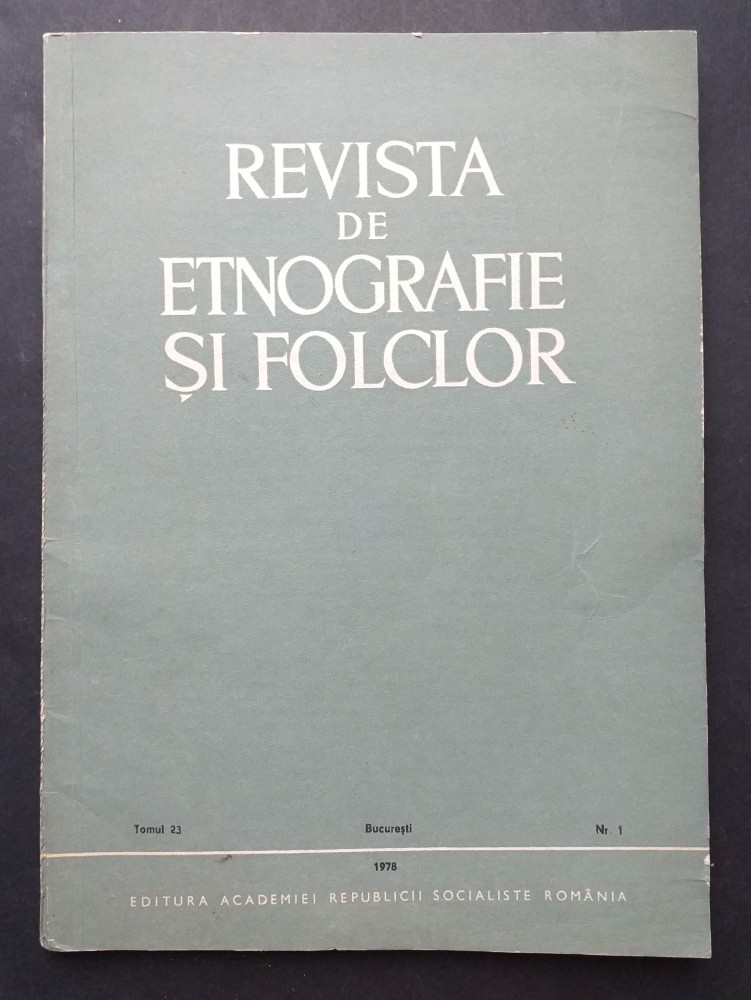 REVISTA
DE
ETNOGRAFIE
ȘI FOLCLOR
Tomul 23 București Nr 1
1978
EDITURA ACADEMIEI REPUBLICII SOCIALISTE ROMÂNIA